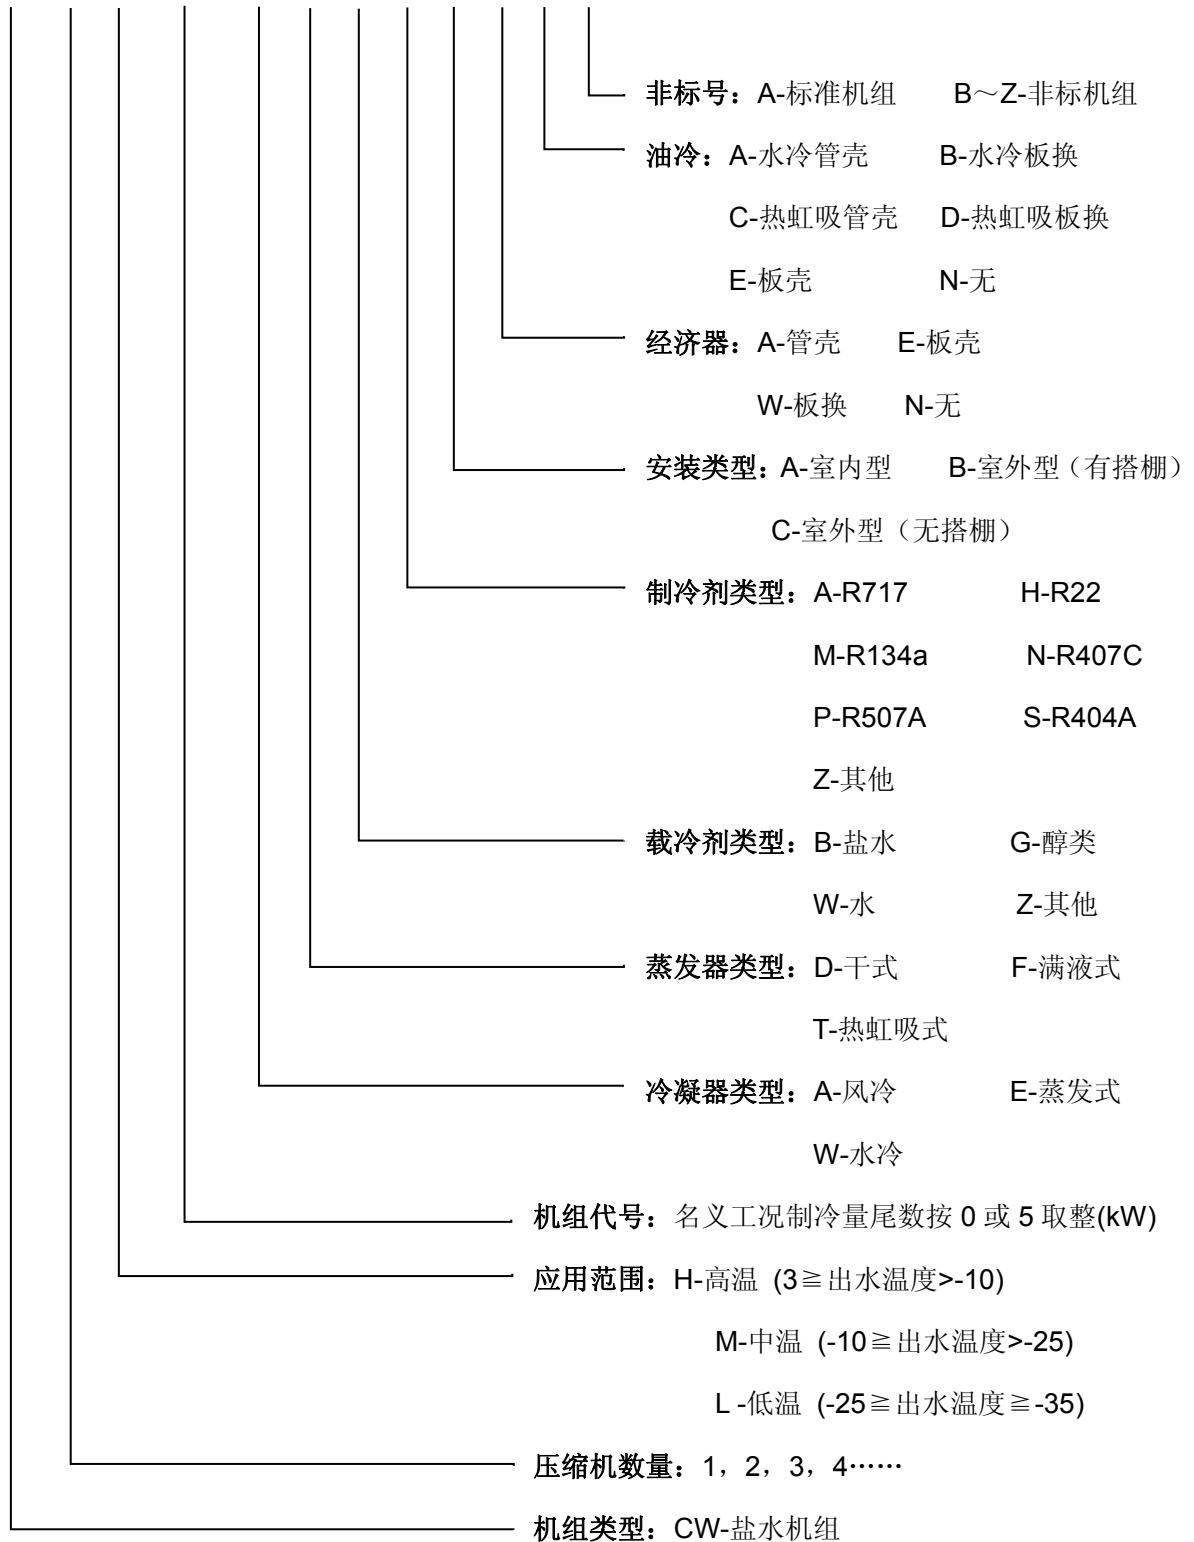 非标号：A-标准机组 B～Z-非标机组
油冷：A-水冷管壳 B-水冷板换
C-热虹吸管壳 D-热虹吸板换
E-板壳 N-无
经济器：A-管壳 E-板壳
W-板换 N-无
安装类型：A-室内型 B-室外型（有搭棚）
C-室外型（无搭棚）
制冷剂类型：A-R717 H-R22
M-R134a N-R407C
P-R507A S-R404A
Z-其他
载冷剂类型：B-盐水 G-醇类
W-水 Z-其他
蒸发器类型：D-干式 F-满液式
T-热虹吸式
冷凝器类型：A-风冷 E-蒸发式
W-水冷
机组代号：名义工况制冷量尾数按 0 或 5 取整(kW)
应用范围：H-高温 (3≧出水温度>-10)
M-中温 (-10≧出水温度>-25)
L -低温 (-25≧出水温度≧-35)
压缩机数量：1，2，3，4……
机组类型：CW-盐水机组